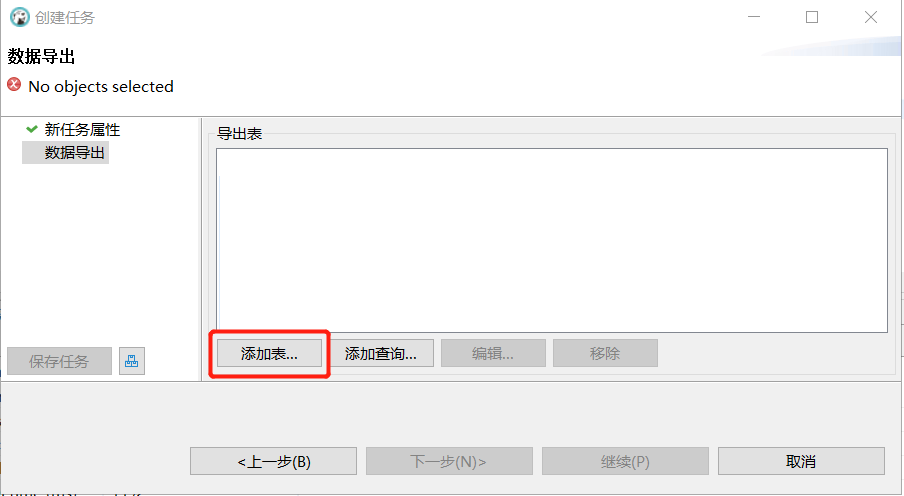 创建任务
数据导出
No objects selected
新任务属性
数据导出
导出表
添加表...
添加查询...
编辑...
移除
保存任务
<上一步(B)
下一步(N)>
继续(P)
取消